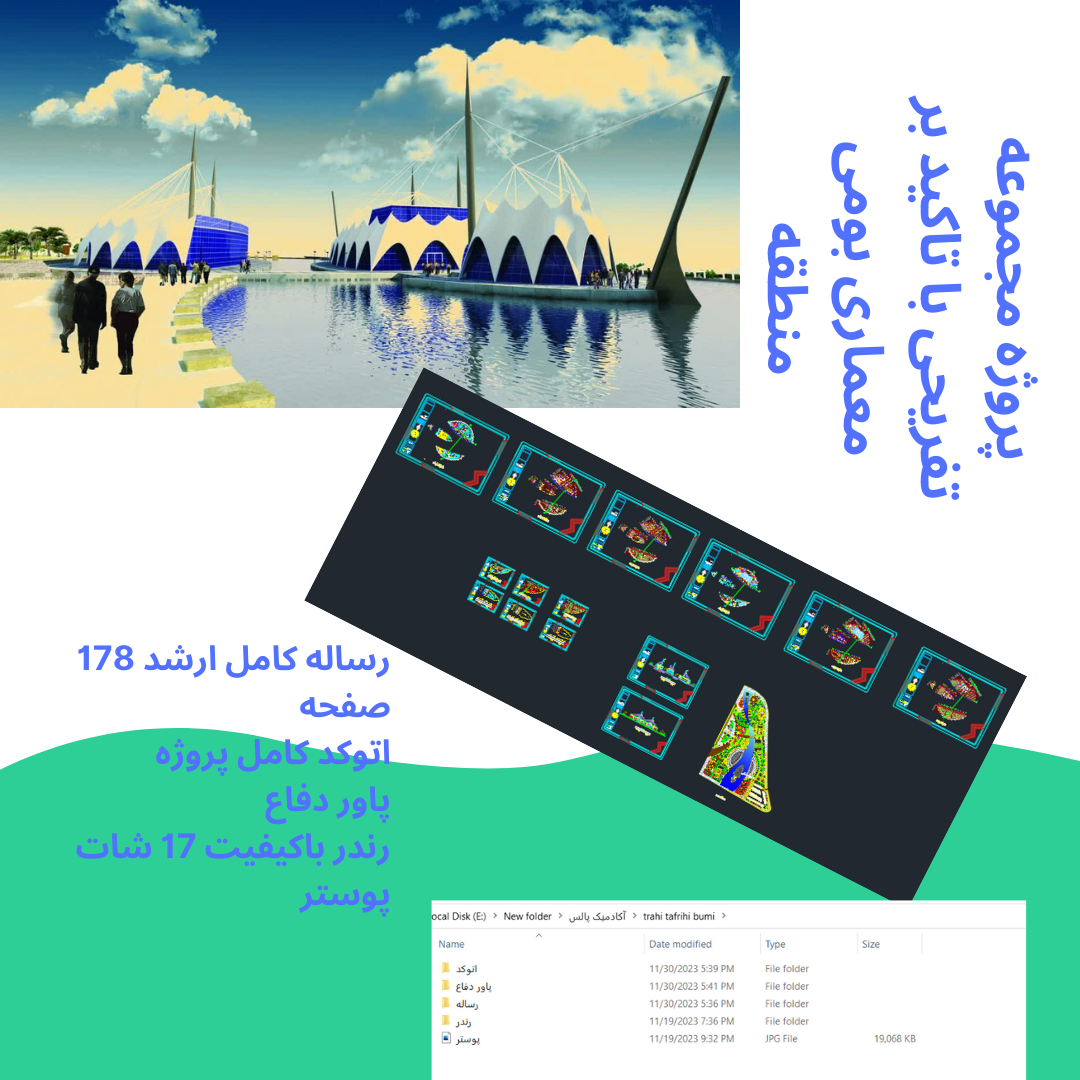 پروژه مجموعه
تفریحی با تاکید بر
معماری بومی
منطقه
رساله کامل ارشد 178
صفحه
اتوکد کامل پروژه
پاور دفاع
رندر باکیفیت 17 شات
پوستر
ocal Disk (E:) > New folder > آکادمیک پالس > trahi tafrihi bumi >
Name Date modified Type Size
اتوکد 11/30/2023 5:39 PM File folder
پاور دفاع 11/30/2023 5:41 PM File folder
رساله 11/30/2023 5:36 PM File folder
رندر 11/19/2023 7:36 PM File folder
پوستر 11/19/2023 9:32 PM JPG File 19,068 KB